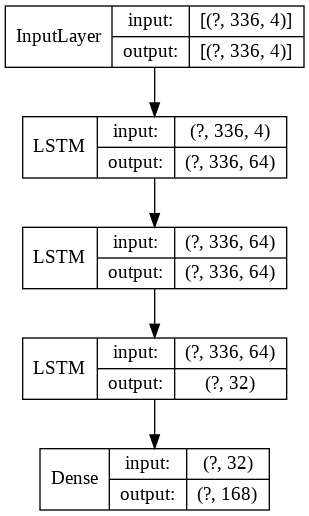 InputLayer
input: [(?, 336, 4)]
output: [(?, 336, 4)]
LSTM
input: (?, 336, 4)
output: (?, 336, 64)
LSTM
input: (?, 336, 64)
output: (?, 336, 64)
LSTM
input: (?, 336, 64)
output: (?, 32)
Dense
input: (?, 32)
output: (?, 168)